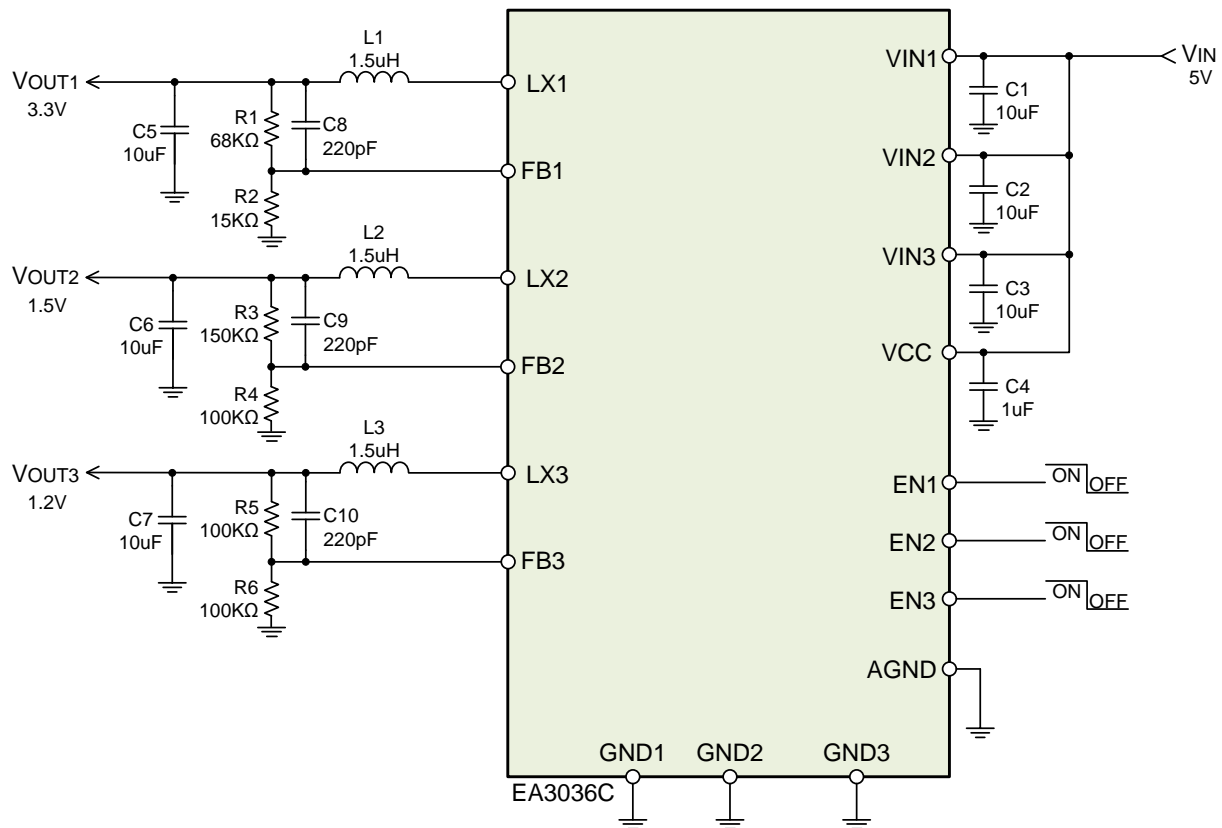 L1
1.5uH
VOUT1
3.3V
LX1
C5
10uF
R1
68KΩ
C8
220pF
FB1
R2
15KΩ
L2
1.5uH
VOUT2
1.5V
LX2
C6
10uF
R3
150KΩ
C9
220pF
FB2
R4
100KΩ
L3
1.5uH
VOUT3
1.2V
LX3
C7
10uF
R5
100KΩ
C10
220pF
FB3
R6
100KΩ
VIN1
VIN
5V
C1
10uF
VIN2
C2
10uF
VIN3
C3
10uF
VCC
C4
1uF
EN1
ON OFF
EN2
ON OFF
EN3
ON OFF
AGND
GND1 GND2 GND3
EA3036C